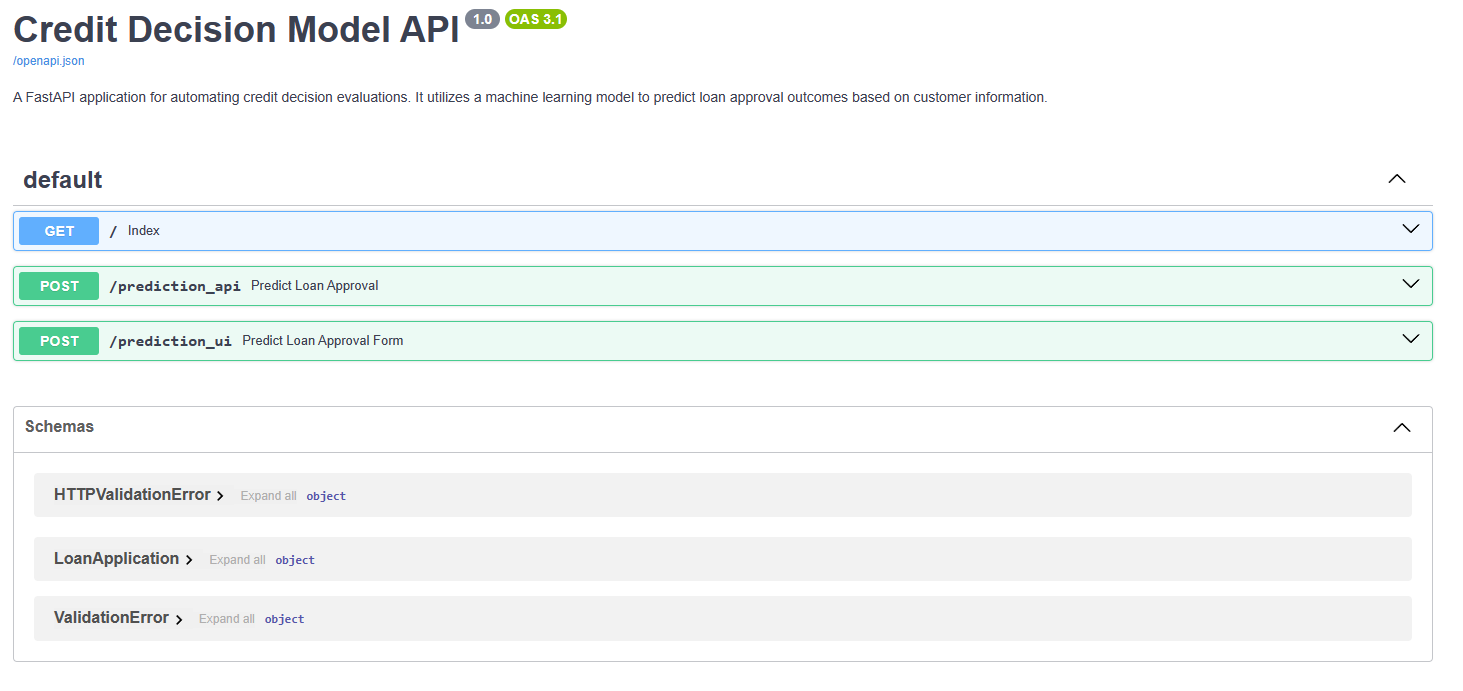 Credit Decision Model API 1.0 OAS 3.1
/openapi.json
A FastAPI application for automating credit decision evaluations. It utilizes a machine learning model to predict loan approval outcomes based on customer information.
default
GET / Index
POST /prediction_api Predict Loan Approval
POST /prediction_ui Predict Loan Approval Form
Schemas
HTTPValidationError Expand all object
LoanApplication Expand all object
ValidationError Expand all object